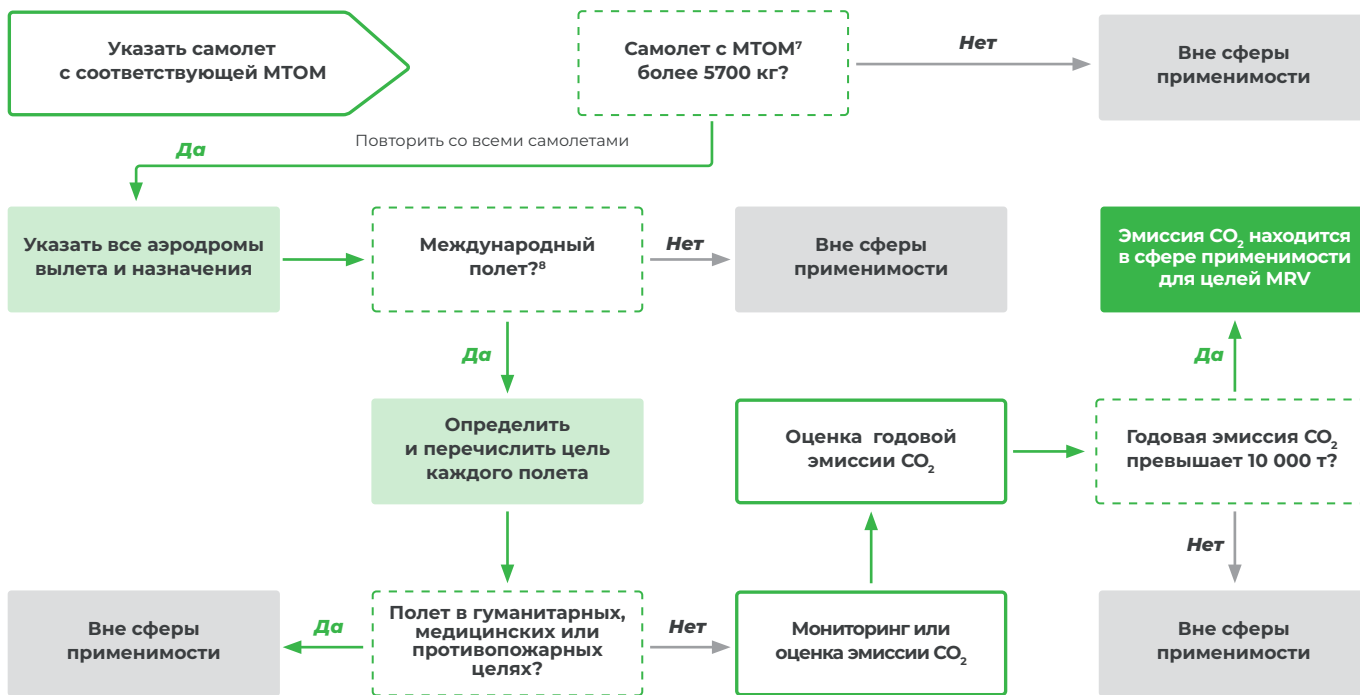 Указать самолет
с соответствующей МТОМ
Самолет с МТОМ⁷
более 5700 кг?
Нет
Вне сферы
применимости
Да
Повторить со всеми самолетами
Указать все аэродромы
вылета и назначения
Международный
полет?⁸
Нет
Вне сферы
применимости
Эмиссия CO₂ находится
в сфере применимости
для целей MRV
Да
Да
Определить
и перечислить цель
каждого полета
Оценка годовой
эмиссии CO₂
Годовая эмиссия CO₂
превышает 10 000 т?
Нет
Вне сферы
применимости
Да
Полет в гуманитарных,
медицинских или
противопожарных
целях?
Нет
Мониторинг или
оценка эмиссии CO₂
Вне сферы
применимости